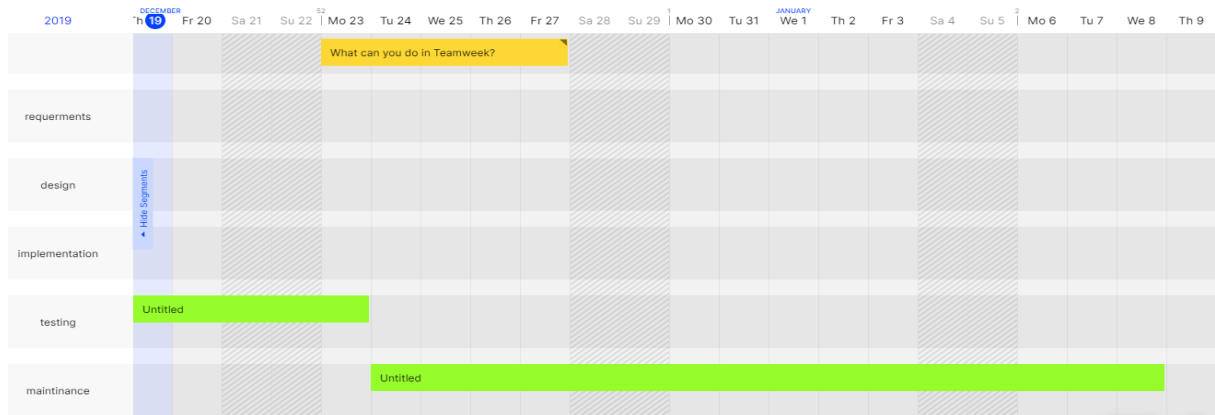 DECEMBER 52 1 JANUARY 2
2019 Th 19 Fr 20 Sa 21 Su 22 Mo 23 Tu 24 We 25 Th 26 Fr 27 Sa 28 Su 29 Mo 30 Tu 31 We 1 Th 2 Fr 3 Sa 4 Su 5 Mo 6 Tu 7 We 8 Th 9
What can you do in Teamweek?
requerments
design
Hide Segments
implementation
Untitled
testing
Untitled
maintinance